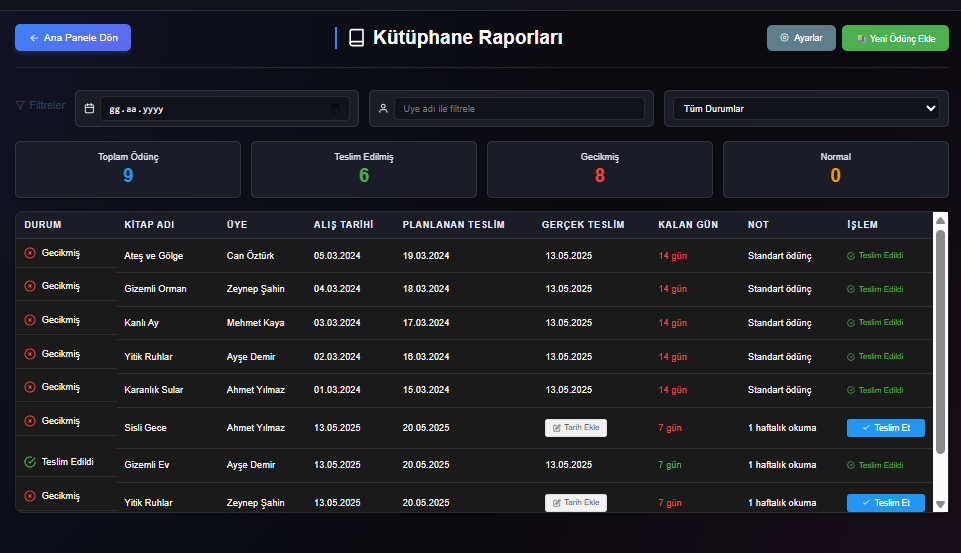 Ana Panele Dön
Kütüphane Raporları
Ayarlar
Yeni Ödünç Ekle
Filtreler
gg.aa.yyyy
Üye adı ile filtrele
Tüm Durumlar
Toplam Ödünç
9
Teslim Edilmiş
6
Gecikmiş
8
Normal
0
DURUM KİTAP ADI ÜYE ALIŞ TARİHİ PLANLANAN TESLİM GERÇEK TESLİM KALAN GÜN NOT İŞLEM
Gecikmiş Ateş ve Gölge Can Öztürk 05.03.2024 19.03.2024 13.05.2025 14 gün Standart ödünç Teslim Edildi
Gecikmiş Gizemli Orman Zeynep Şahin 04.03.2024 18.03.2024 13.05.2025 14 gün Standart ödünç Teslim Edildi
Gecikmiş Kanlı Ay Mehmet Kaya 03.03.2024 17.03.2024 13.05.2025 14 gün Standart ödünç Teslim Edildi
Gecikmiş Yitik Ruhlar Ayşe Demir 02.03.2024 16.03.2024 13.05.2025 14 gün Standart ödünç Teslim Edildi
Gecikmiş Karanlık Sular Ahmet Yılmaz 01.03.2024 15.03.2024 13.05.2025 14 gün Standart ödünç Teslim Edildi
Gecikmiş Sisli Gece Ahmet Yılmaz 13.05.2025 20.05.2025 Tarih Ekle 7 gün 1 haftalık okuma Teslim Et
Teslim Edildi Gizemli Ev Ayşe Demir 13.05.2025 20.05.2025 13.05.2025 7 gün 1 haftalık okuma Teslim Edildi
Gecikmiş Yitik Ruhlar Zeynep Şahin 13.05.2025 20.05.2025 Tarih Ekle 7 gün 1 haftalık okuma Teslim Et